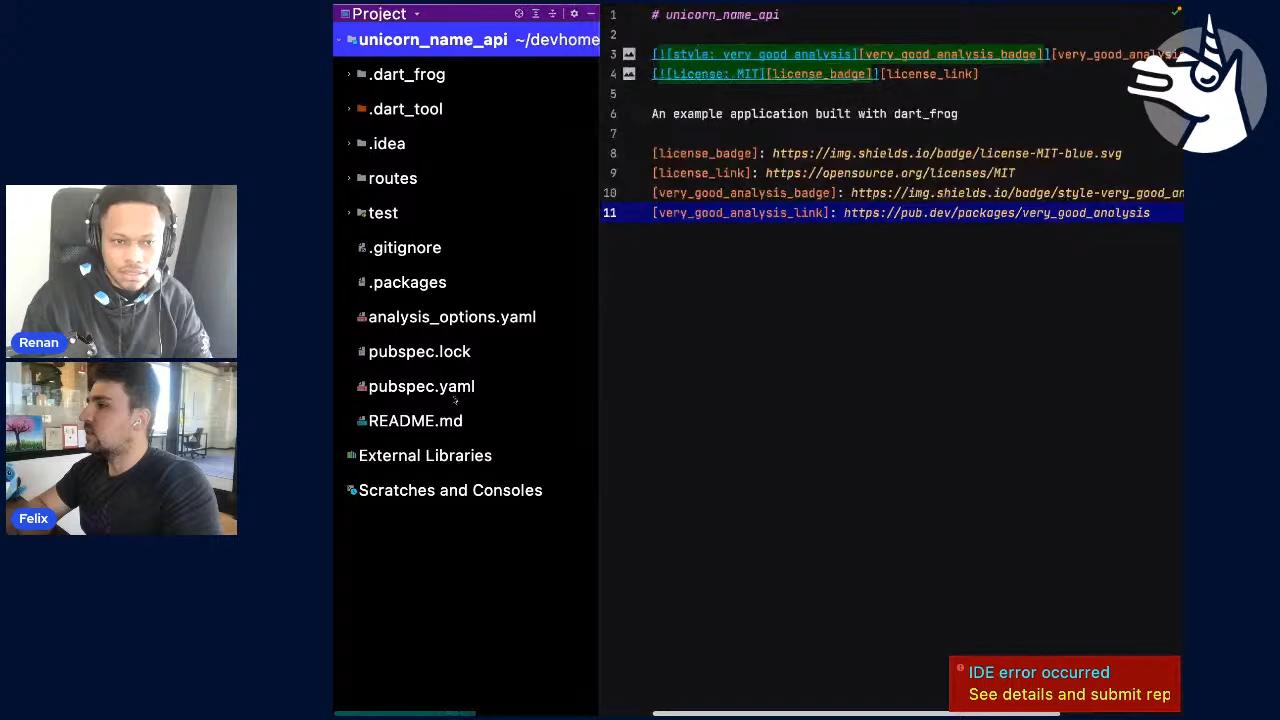 Project
unicorn_name_api ~/devhome
.dart_frog
.dart_tool
.idea
routes
test
.gitignore
.packages
analysis_options.yaml
pubspec.lock
pubspec.yaml
README.md
External Libraries
Scratches and Consoles
1 # unicorn_name_api
2
3 [![style: very good analysis][very_good_analysis_badge]][very_good_analys
4 [![License: MIT][license_badge]][license_link]
5
6 An example application built with dart_frog
7
8 [license_badge]: https://img.shields.io/badge/license-MIT-blue.svg
9 [license_link]: https://opensource.org/licenses/MIT
10 [very_good_analysis_badge]: https://img.shields.io/badge/style-very_good_an
11 [very_good_analysis_link]: https://pub.dev/packages/very_good_analysis
Renan
Felix
IDE error occurred
See details and submit rep